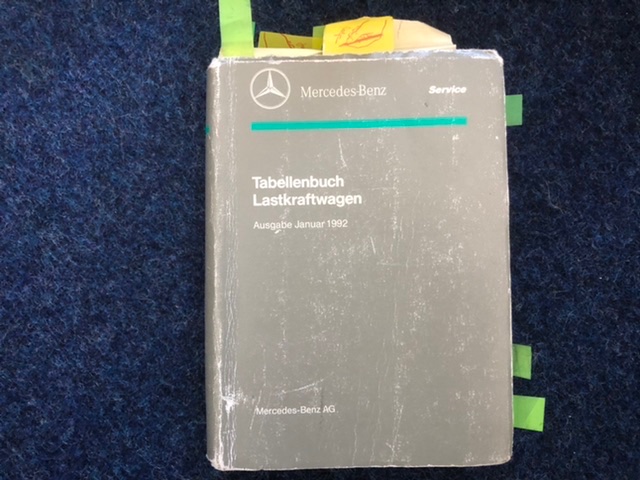 Mercedes-Benz Service
Tabellenbuch
Lastkraftwagen
Ausgabe Januar 1992
Mercedes-Benz AG